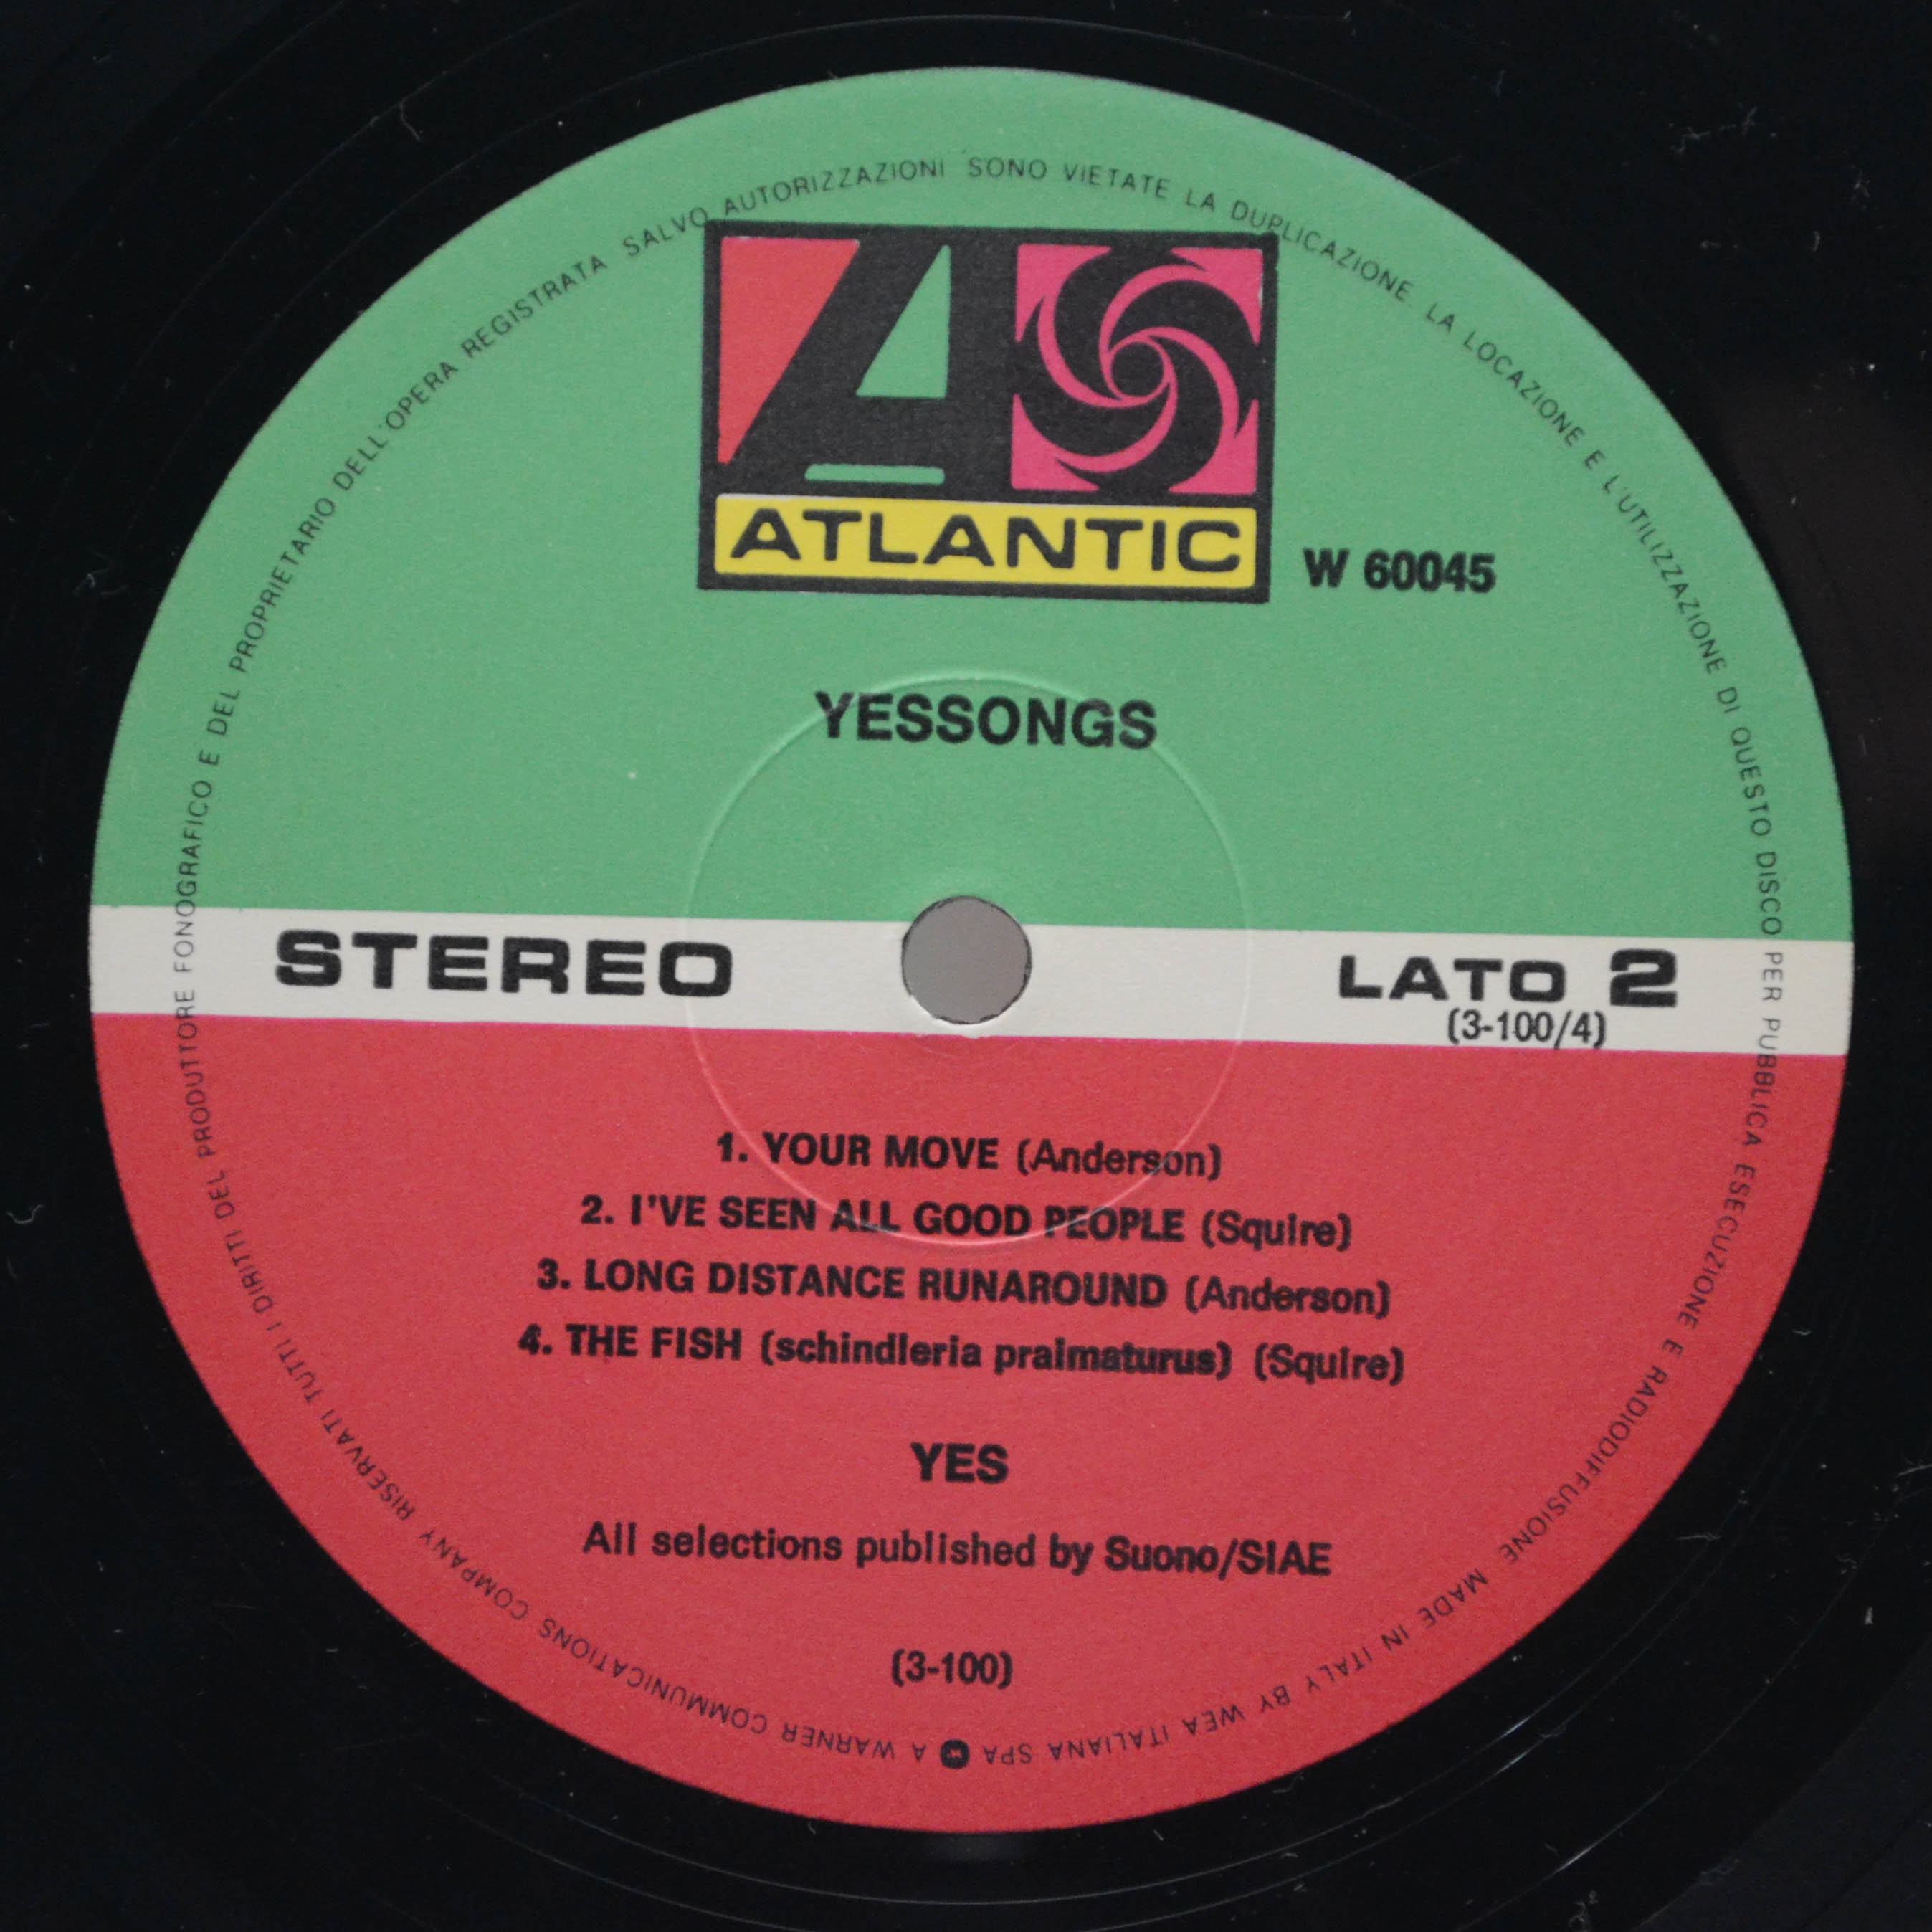 ATLANTIC
W 60045
YESSONGS
STEREO
LATO 2
(3-100/4)
1. YOUR MOVE (Anderson)
2. I'VE SEEN ALL GOOD PEOPLE (Squire)
3. LONG DISTANCE RUNAROUND (Anderson)
4. THE FISH (schindleria praimaturus) (Squire)
YES
All selections published by Suono/SIAE
(3-100)
TUTTI I DIRITTI DEL PRODUTTORE FONOGRAFICO E DEL PROPRIETARIO DELL'OPERA REGISTRATA SALVO AUTORIZZAZIONI SONO VIETATE LA DUPLICAZIONE LA LOCAZIONE E L'UTILIZZAZIONE DI QUESTO DISCO PER PUBBLICA ESECUZIONE E RADIODIFFUSIONE MADE IN ITALY BY WEA ITALIANA SPA A WARNER COMMUNICATIONS COMPANY RISERVATI